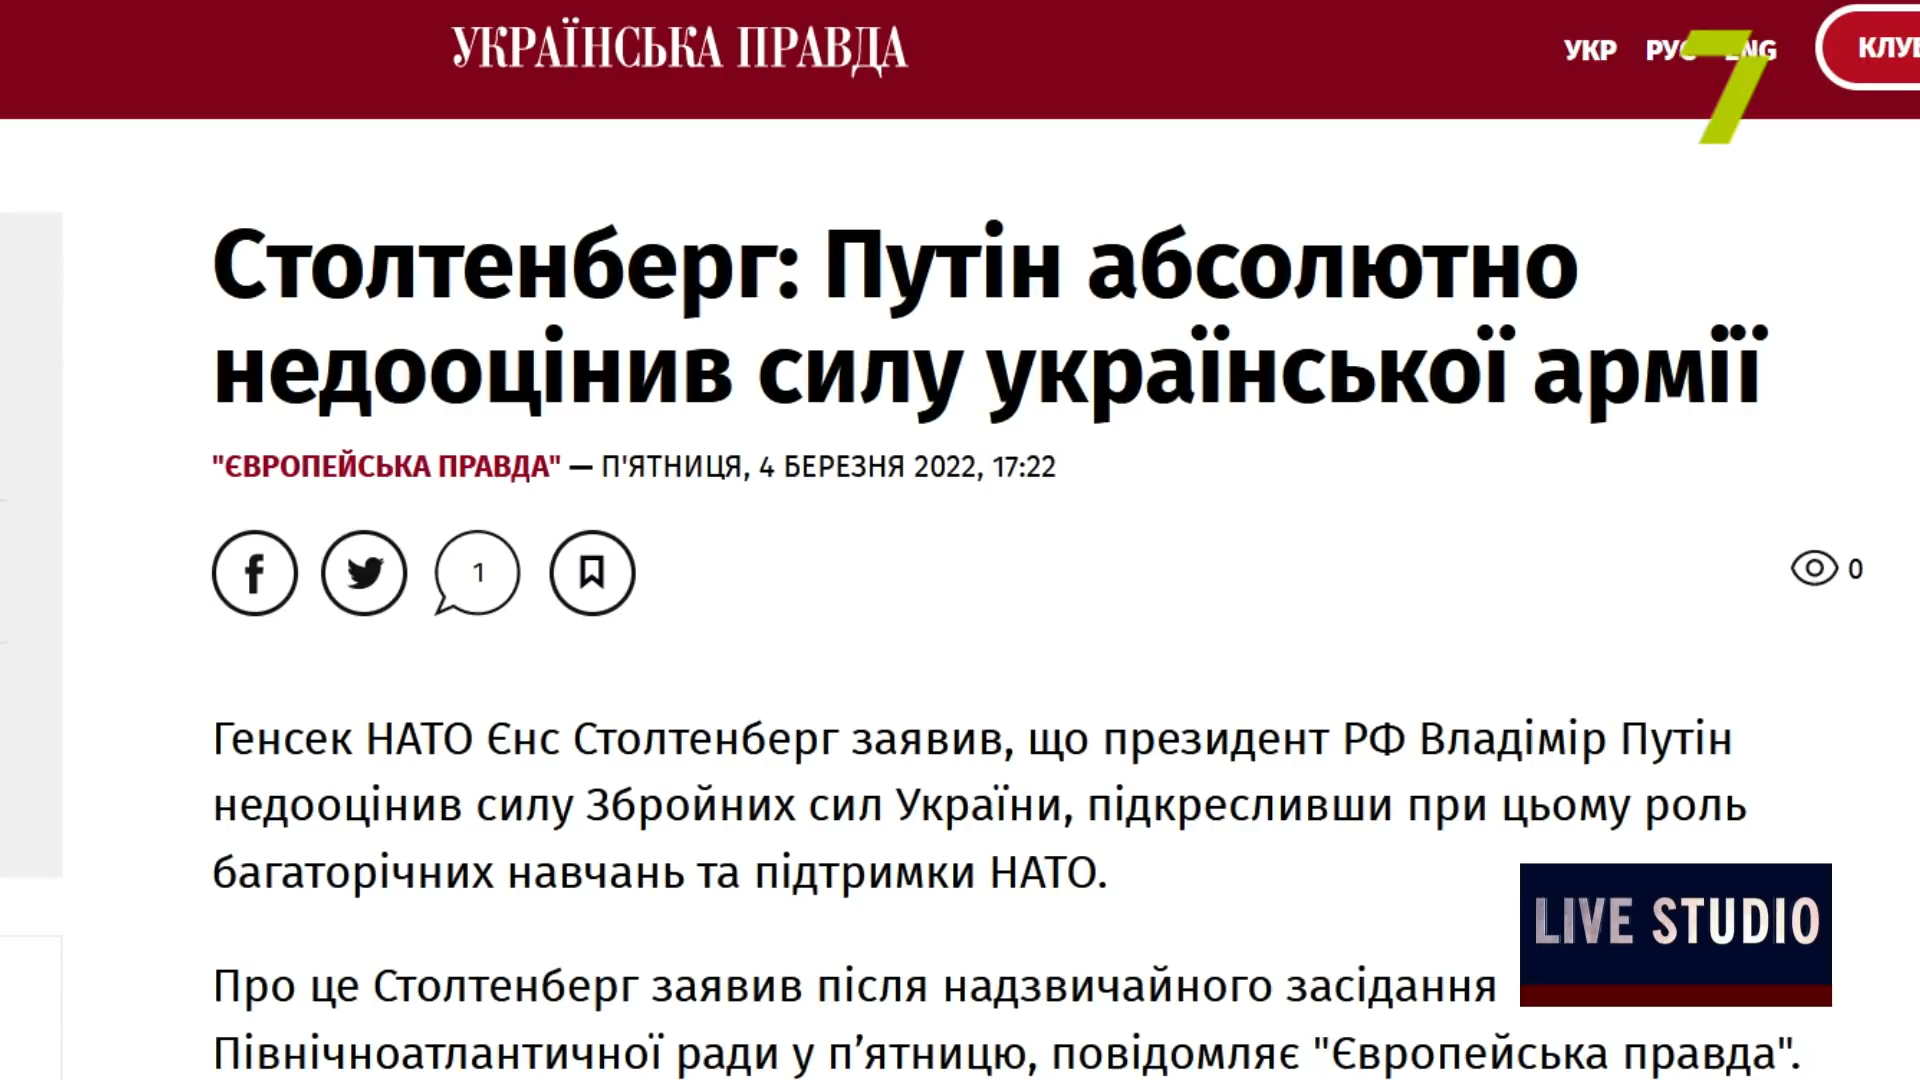 УКРАЇНСЬКА ПРАВДА
УКР РУС ENG
7
Столтенберг: Путін абсолютно
недооцінив силу української армії
"ЄВРОПЕЙСЬКА ПРАВДА" — П'ЯТНИЦЯ, 4 БЕРЕЗНЯ 2022, 17:22
1
0
Генсек НАТО Єнс Столтенберг заявив, що президент РФ Владімір Путін
недооцінив силу Збройних сил України, підкресливши при цьому роль
багаторічних навчань та підтримки НАТО.
LIVE STUDIO
Про це Столтенберг заявив після надзвичайного засідання
Північноатлантичної ради у п’ятницю, повідомляє "Європейська правда".